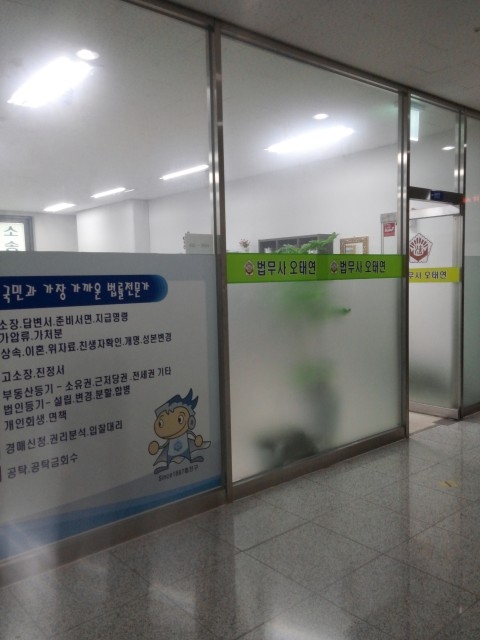 소
송
국민과 가장 가까운 법률전문가
소장.답변서.준비서면.지급명령
가압류.가처분
상속.이혼.위자료.친생자확인.개명.성본변경
고소장.진정서
부동산등기 - 소유권.근저당권.전세권 기타
법인등기 - 설립.변경.분할.합병
개인회생.면책
경매신청.권리분석.입찰대리
공탁.공탁금회수
법무사 오태연
법무사 오태연
무사 오태연